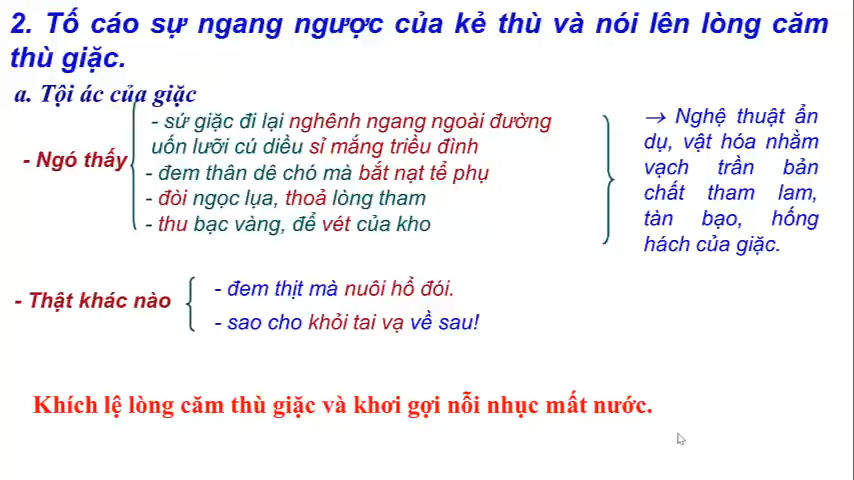 2. Tố cáo sự ngang ngược của kẻ thù và nói lên lòng căm
thù giặc.
a. Tội ác của giặc
- Ngó thấy
- sứ giặc đi lại nghênh ngang ngoài đường
uốn lưỡi cú diều sỉ mắng triều đình
- đem thân dê chó mà bắt nạt tể phụ
- đòi ngọc lụa, thoả lòng tham
- thu bạc vàng, để vét của kho
→ Nghệ thuật ẩn
dụ, vật hóa nhằm
vạch trần bản
chất tham lam,
tàn bạo, hống
hách của giặc.
- Thật khác nào
- đem thịt mà nuôi hổ đói.
- sao cho khỏi tai vạ về sau!
Khích lệ lòng căm thù giặc và khơi gợi nỗi nhục mất nước.